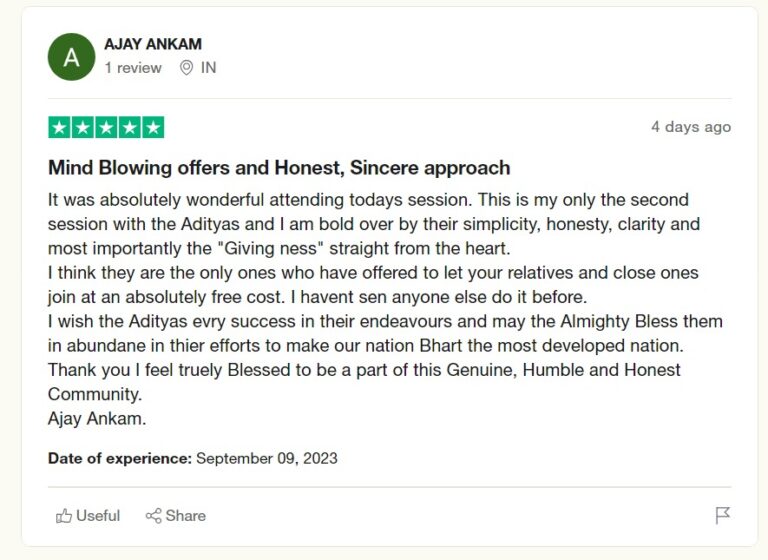 A
AJAY ANKAM
1 review IN
4 days ago
Mind Blowing offers and Honest, Sincere approach
It was absolutely wonderful attending todays session. This is my only the second
session with the Adityas and I am bold over by their simplicity, honesty, clarity and
most importantly the "Giving ness" straight from the heart.
I think they are the only ones who have offered to let your relatives and close ones
join at an absolutely free cost. I havent sen anyone else do it before.
I wish the Adityas evry success in their endeavours and may the Almighty Bless them
in abundane in thier efforts to make our nation Bhart the most developed nation.
Thank you I feel truely Blessed to be a part of this Genuine, Humble and Honest
Community.
Ajay Ankam.
Date of experience: September 09, 2023
Useful Share